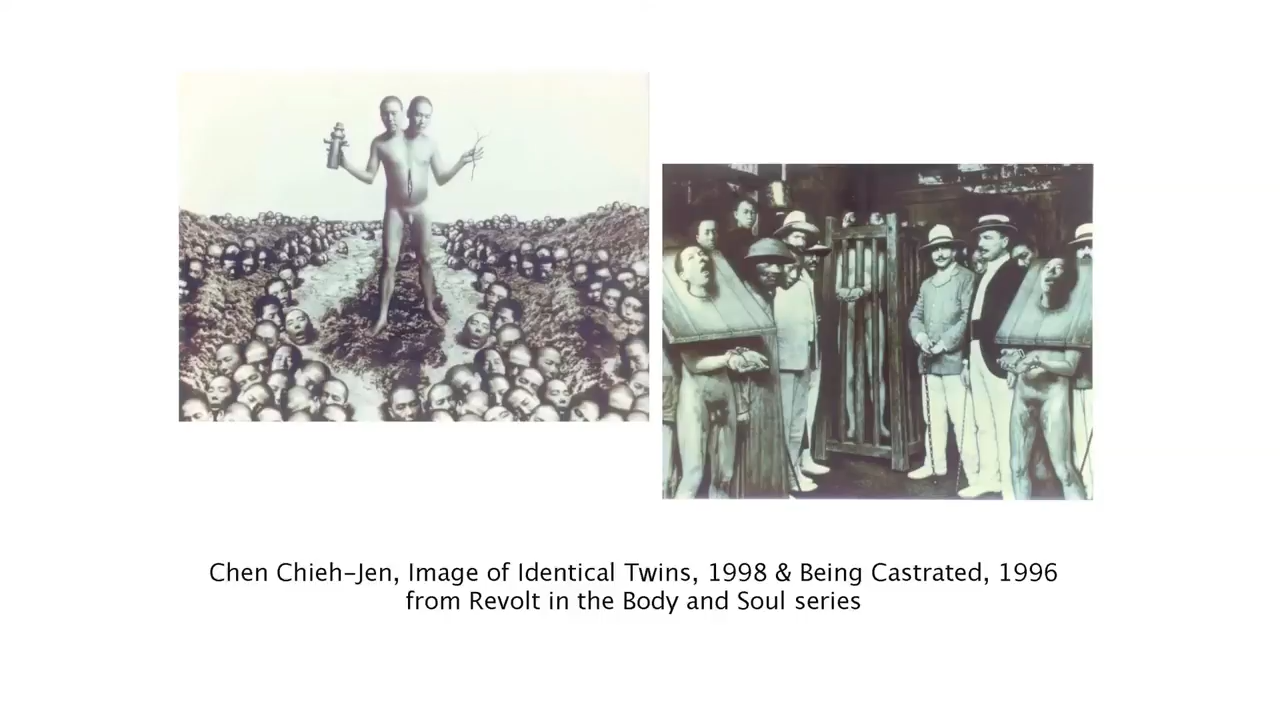 Chen Chieh-Jen, Image of Identical Twins, 1998 & Being Castrated, 1996
from Revolt in the Body and Soul series